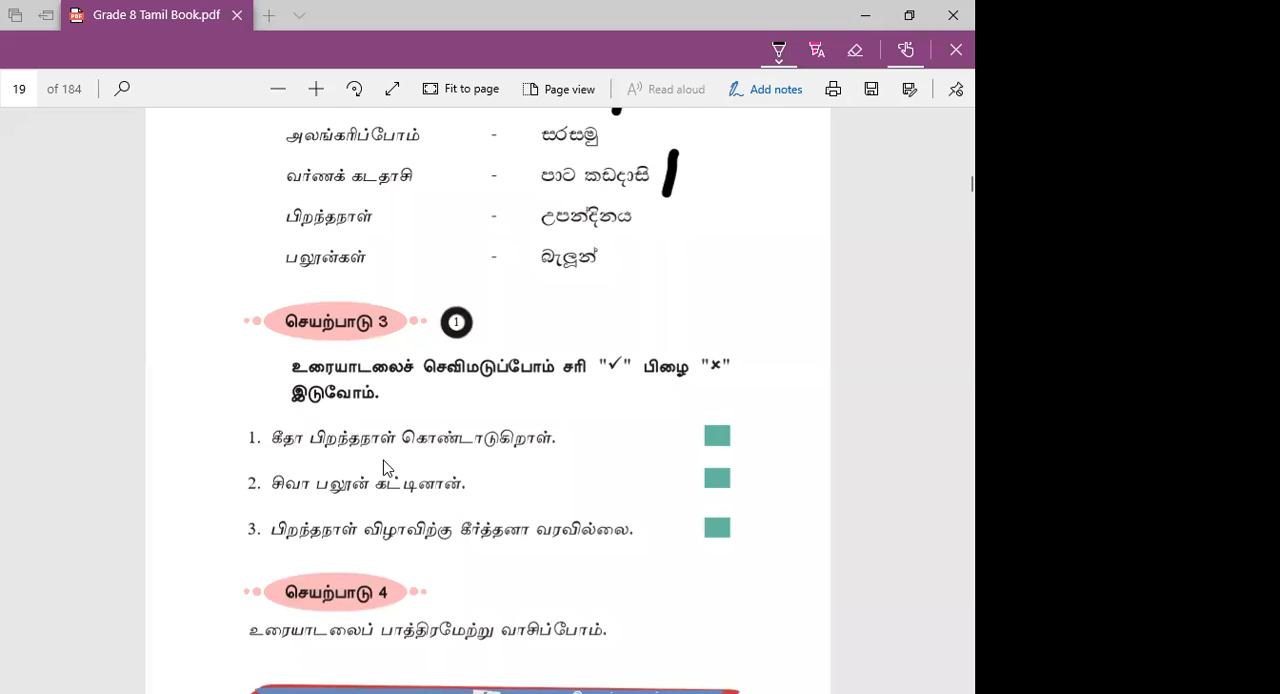 Grade 8 Tamil Book.pdf
19 of 184 Fit to page Page view Read aloud Add notes
அலங்கரிப்போம் - සරසමු
வர்ணக் கடதாசி - පාට කඩදාසි
பிறந்தநாள் - උපන්දිනය
பலூன்கள் - බැලූන්
செயற்பாடு 3 1
உரையாடலைச் செவிமடுப்போம் சரி "✓" பிழை "×"
இடுவோம்.
1. கீதா பிறந்தநாள் கொண்டாடுகிறாள்.
2. சிவா பலூன் கட்டினான்.
3. பிறந்தநாள் விழாவிற்கு கீர்த்தனா வரவில்லை.
செயற்பாடு 4
உரையாடலைப் பாத்திரமேற்று வாசிப்போம்.